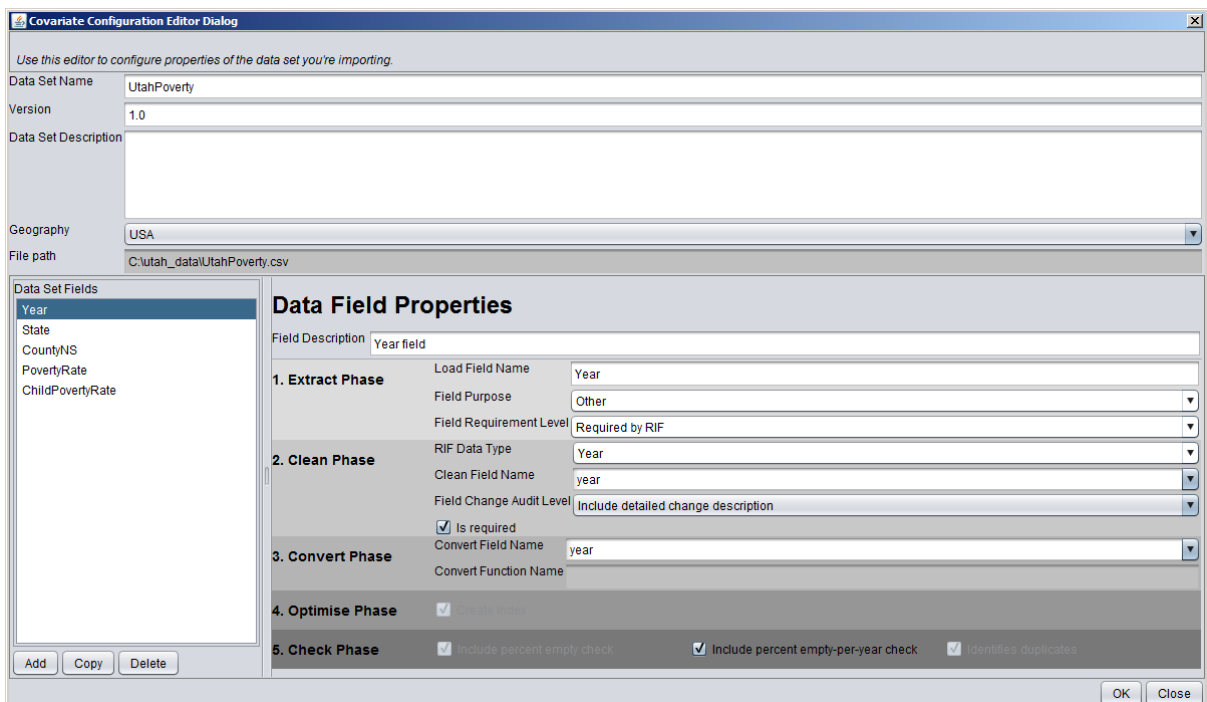 Covariate Configuration Editor Dialog
Use this editor to configure properties of the data set you're importing.
Data Set Name UtahPoverty
Version 1.0
Data Set Description
Geography USA
File path C:\utah_data\UtahPoverty.csv
Data Set Fields
Year
State
CountyNS
PovertyRate
ChildPovertyRate
Add Copy Delete
Data Field Properties
Field Description Year field
1. Extract Phase
Load Field Name Year
Field Purpose Other
Field Requirement Level Required by RIF
2. Clean Phase
RIF Data Type Year
Clean Field Name year
Field Change Audit Level Include detailed change description
Is required
3. Convert Phase
Convert Field Name year
Convert Function Name
4. Optimise Phase
5. Check Phase Include percent empty check Include percent empty-per-year check Identifies duplicates
OK Close